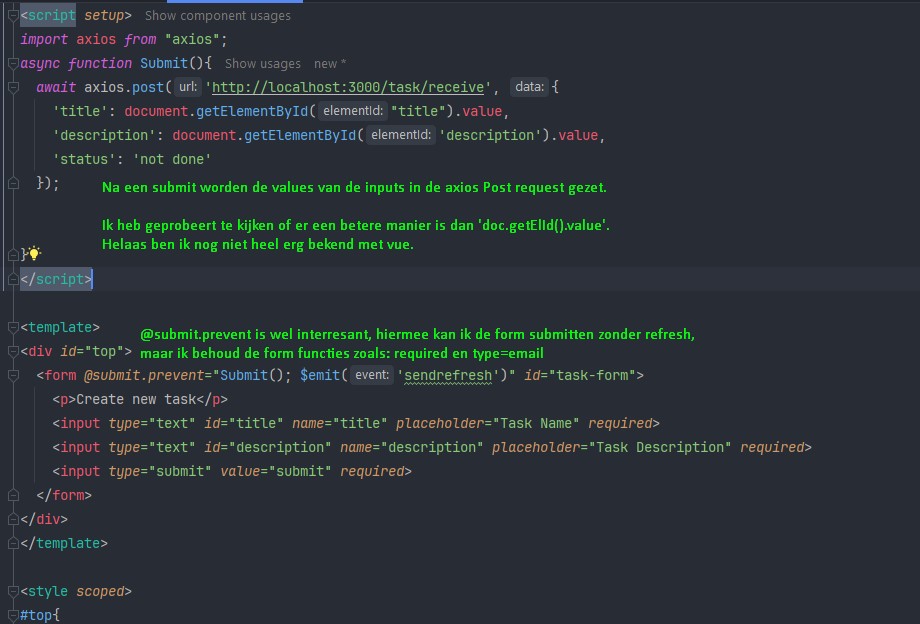 <script setup> Show component usages
import axios from "axios";
async function Submit(){ Show usages new *
await axios.post( url: 'http://localhost:3000/task/receive', data: {
'title': document.getElementById( elementId: "title").value,
'description': document.getElementById( elementId: 'description').value,
'status': 'not done'
});
Na een submit worden de values van de inputs in de axios Post request gezet.
Ik heb geprobeert te kijken of er een betere manier is dan 'doc.getElId().value'.
Helaas ben ik nog niet heel erg bekend met vue.
}
</script>
<template>
@submit.prevent is wel interresant, hiermee kan ik de form submitten zonder refresh,
<div id="top">
maar ik behoud de form functies zoals: required en type=email
<form @submit.prevent="Submit(); $emit( event: 'sendrefresh')" id="task-form">
<p>Create new task</p>
<input type="text" id="title" name="title" placeholder="Task Name" required>
<input type="text" id="description" name="description" placeholder="Task Description" required>
<input type="submit" value="submit" required>
</form>
</div>
</template>
<style scoped>
#top{